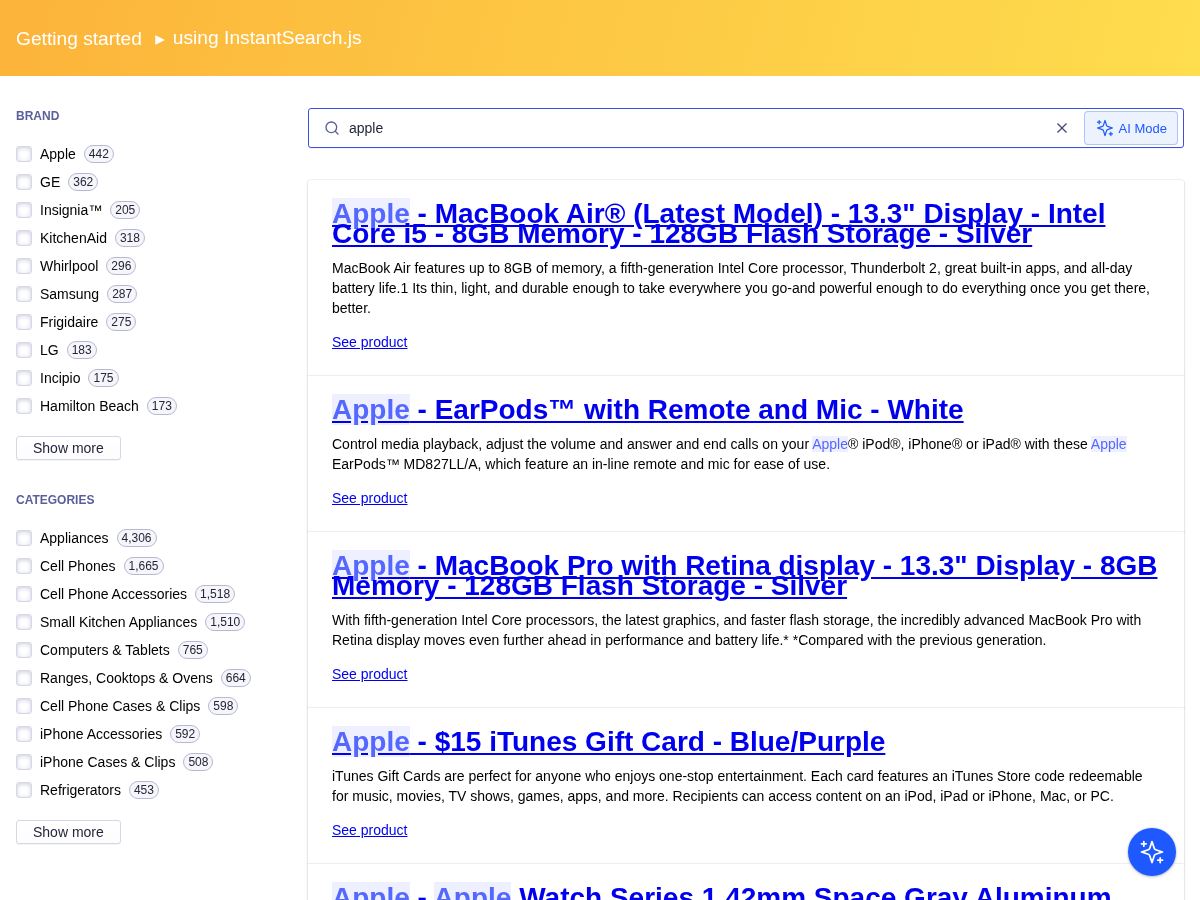 Getting started ▸ using InstantSearch.js
BRAND
Apple 442
GE 362
Insignia™ 205
KitchenAid 318
Whirlpool 296
Samsung 287
Frigidaire 275
LG 183
Incipio 175
Hamilton Beach 173
Show more
CATEGORIES
Appliances 4,306
Cell Phones 1,665
Cell Phone Accessories 1,518
Small Kitchen Appliances 1,510
Computers & Tablets 765
Ranges, Cooktops & Ovens 664
Cell Phone Cases & Clips 598
iPhone Accessories 592
iPhone Cases & Clips 508
Refrigerators 453
Show more
apple
AI Mode
Apple - MacBook Air® (Latest Model) - 13.3" Display - Intel
Core i5 - 8GB Memory - 128GB Flash Storage - Silver
MacBook Air features up to 8GB of memory, a fifth-generation Intel Core processor, Thunderbolt 2, great built-in apps, and all-day
battery life.1 Its thin, light, and durable enough to take everywhere you go-and powerful enough to do everything once you get there,
better.
See product
Apple - EarPods™ with Remote and Mic - White
Control media playback, adjust the volume and answer and end calls on your Apple® iPod®, iPhone® or iPad® with these Apple
EarPods™ MD827LL/A, which feature an in-line remote and mic for ease of use.
See product
Apple - MacBook Pro with Retina display - 13.3" Display - 8GB
Memory - 128GB Flash Storage - Silver
With fifth-generation Intel Core processors, the latest graphics, and faster flash storage, the incredibly advanced MacBook Pro with
Retina display moves even further ahead in performance and battery life.* *Compared with the previous generation.
See product
Apple - $15 iTunes Gift Card - Blue/Purple
iTunes Gift Cards are perfect for anyone who enjoys one-stop entertainment. Each card features an iTunes Store code redeemable
for music, movies, TV shows, games, apps, and more. Recipients can access content on an iPod, iPad or iPhone, Mac, or PC.
See product
Apple - Apple Watch Series 1 42mm Space Gray Aluminum